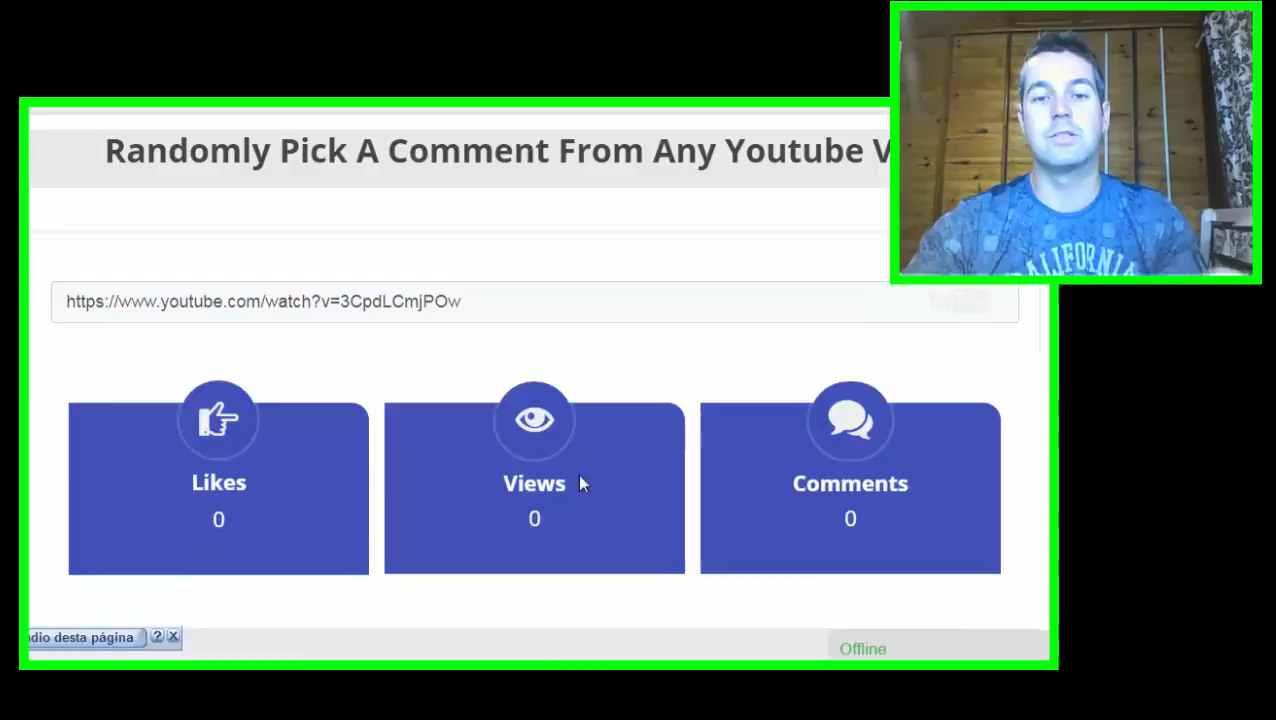 Randomly Pick A Comment From Any Youtube V
CALIFORNIA
https://www.youtube.com/watch?v=3CpdLCmjPOw
Likes
Views
Comments
0
0
0
dio desta página
? X
Offline